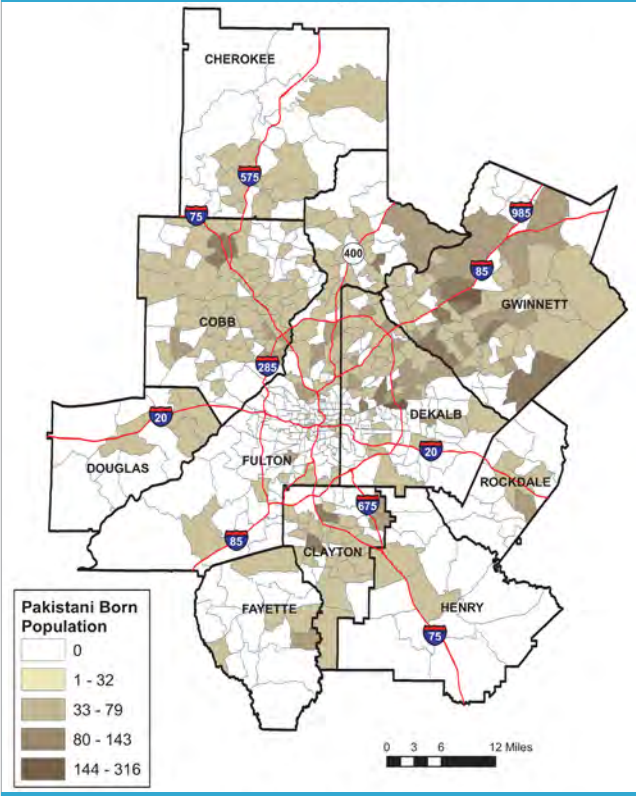 CHEROKEE
575
75
985
400
85
GWINNETT
COBB
285
20
DEKALB
DOUGLAS
FULTON
20
ROCKDALE
675
85
CLAYTON
FAYETTE
HENRY
75
Pakistani Born
Population
0
1 - 32
33 - 79
80 - 143
144 - 316
0 3 6 12 Miles